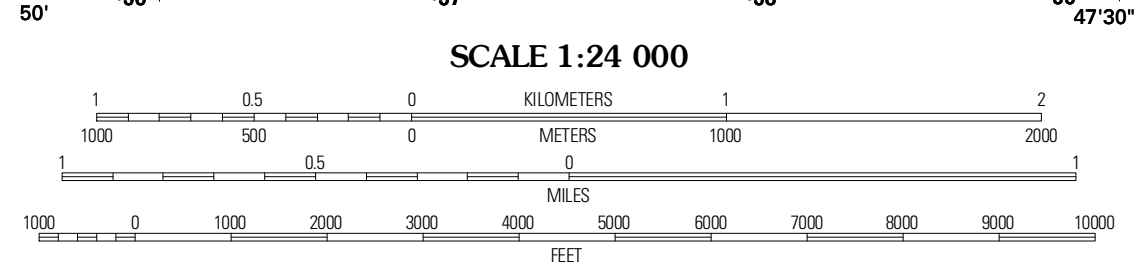 50'
47'30"
SCALE 1:24 000
1 0.5 0 KILOMETERS 1 2
1000 500 0 METERS 1000 2000
1 0.5 0 1
MILES
1000 0 1000 2000 3000 4000 5000 6000 7000 8000 9000 10000
FEET